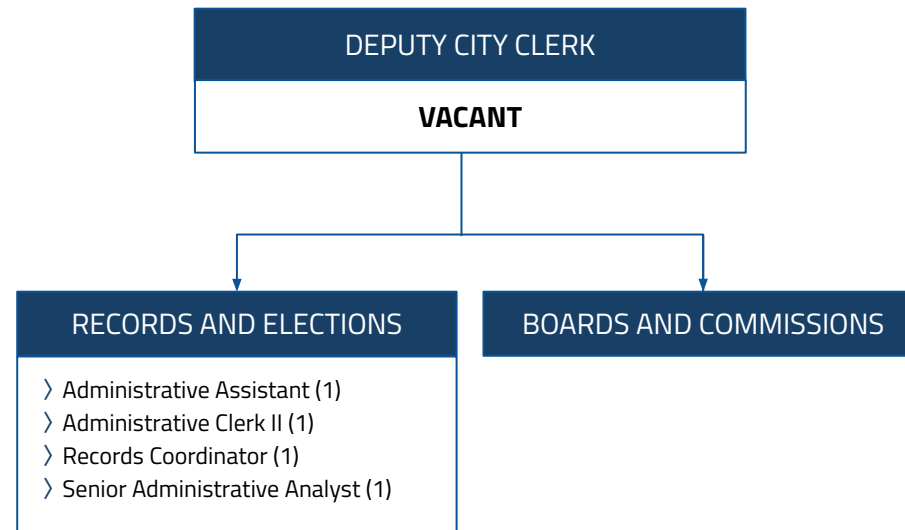 DEPUTY CITY CLERK
VACANT
RECORDS AND ELECTIONS
〉Administrative Assistant (1)
〉Administrative Clerk II (1)
〉Records Coordinator (1)
〉Senior Administrative Analyst (1)
BOARDS AND COMMISSIONS